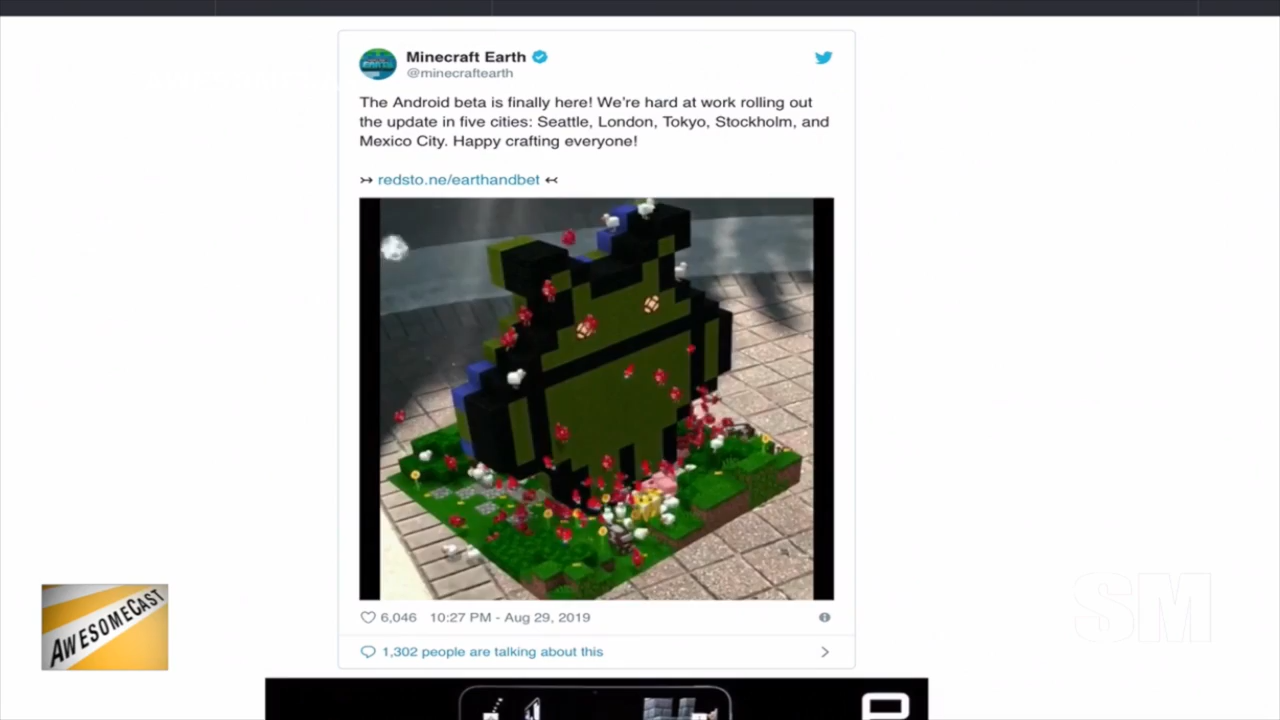 Minecraft Earth
@minecraftearth
The Android beta is finally here! We're hard at work rolling out
the update in five cities: Seattle, London, Tokyo, Stockholm, and
Mexico City. Happy crafting everyone!
↣ redsto.ne/earthandbet ↢
6,046 10:27 PM - Aug 29, 2019
1,302 people are talking about this
AWESOMECAST
SM